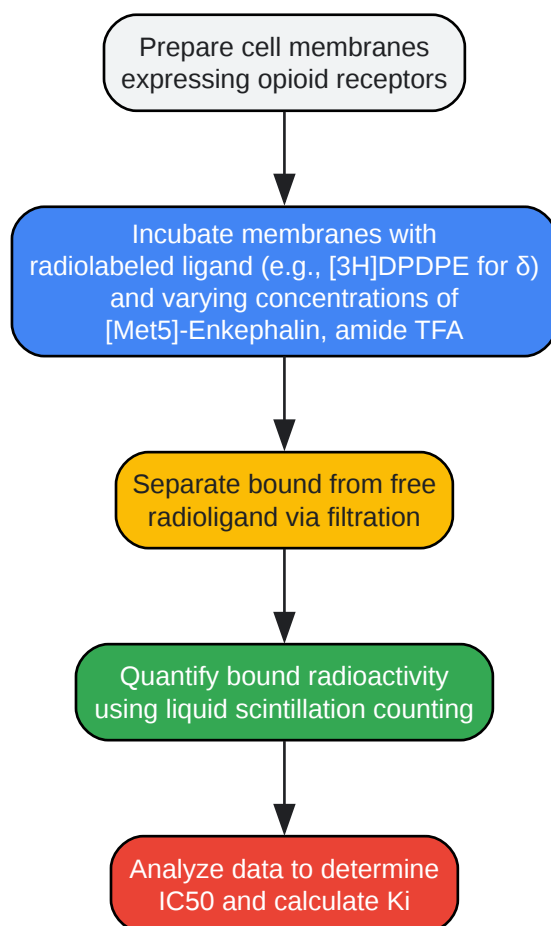 Prepare cell membranes
expressing opioid receptors
Incubate membranes with
radiolabeled ligand (e.g., [3H]DPDPE for δ)
and varying concentrations of
[Met5]-Enkephalin, amide TFA
Separate bound from free
radioligand via filtration
Quantify bound radioactivity
using liquid scintillation counting
Analyze data to determine
IC50 and calculate Ki